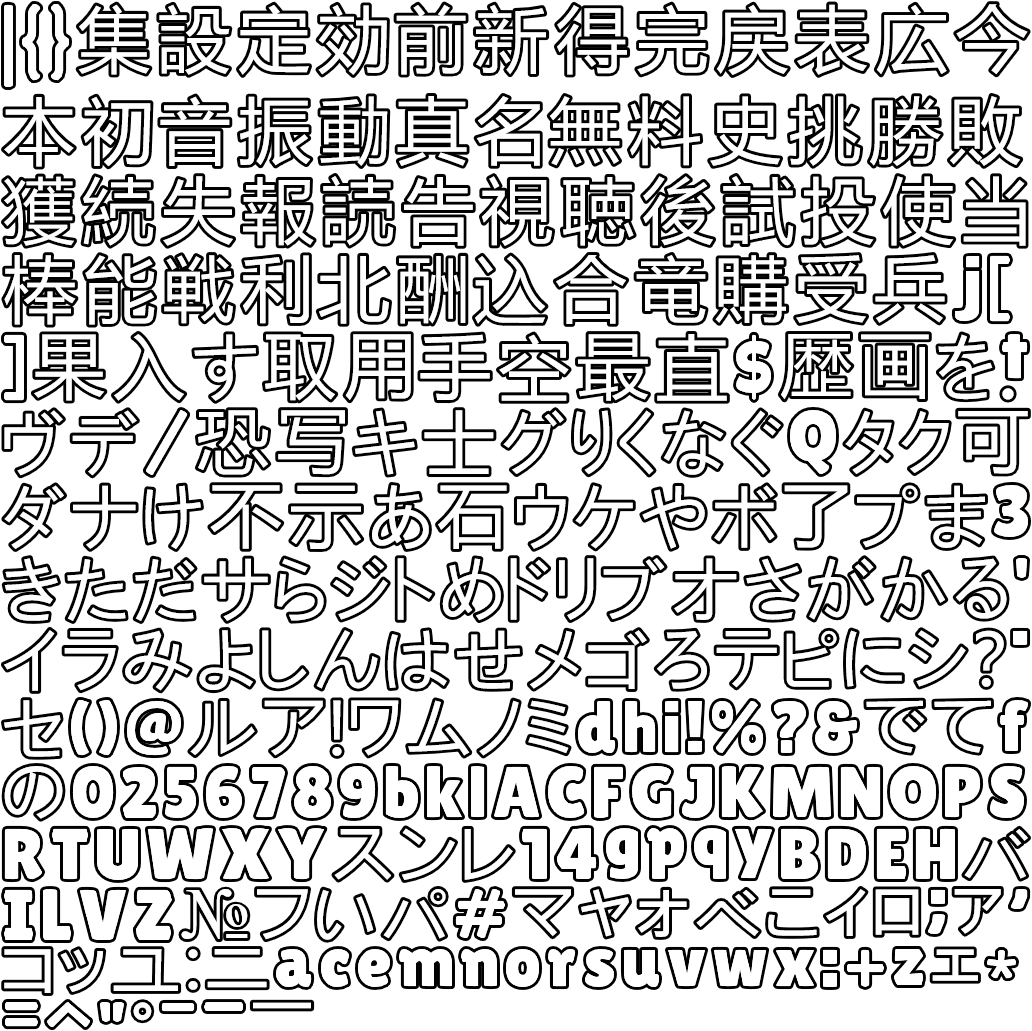 |{}集設定効前新得完戻表広今
本初音振動真名無料史挑勝敗
獲続失報読告視聴後試投使当
棒能戦利北酬込合竜購受兵j[
]果入す取用手空最直$歴画を.t
ヴデ/恐写キ士グりくなぐQタク可
ダナけ不示あ石ウケやボ了プま3
きただサらジトめドリブオさがかる'
イラみよしんはせメゴろテピにシ?
セ()@ルア!ワムノミdhi!%?&でてf
の0256789bklACFGJKMNOPS
RTUWXYスンレ14gpqyBDEHバ
ILVZ№フいパ#マヤォベこィロ;ァ’
コツユ:ニacemnorsuvwx:+zエ*
ヘ"°